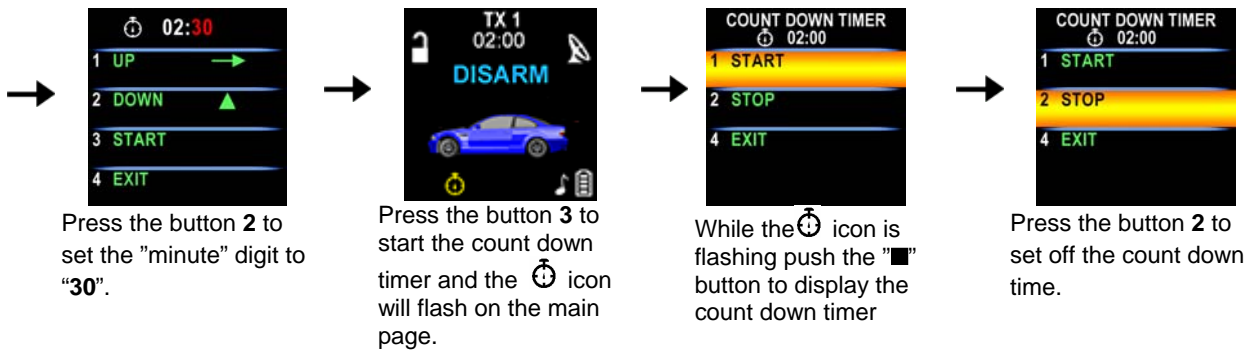 02:30
1 UP
2 DOWN
3 START
4 EXIT
Press the button 2 to
set the ”minute” digit to
“30”.
TX 1
02:00
DISARM
Press the button 3 to
start the count down
timer and the icon
will flash on the main
page.
COUNT DOWN TIMER
02:00
1 START
2 STOP
4 EXIT
While the icon is
flashing push the ”■”
button to display the
count down timer
COUNT DOWN TIMER
02:00
1 START
2 STOP
4 EXIT
Press the button 2 to
set off the count down
time.